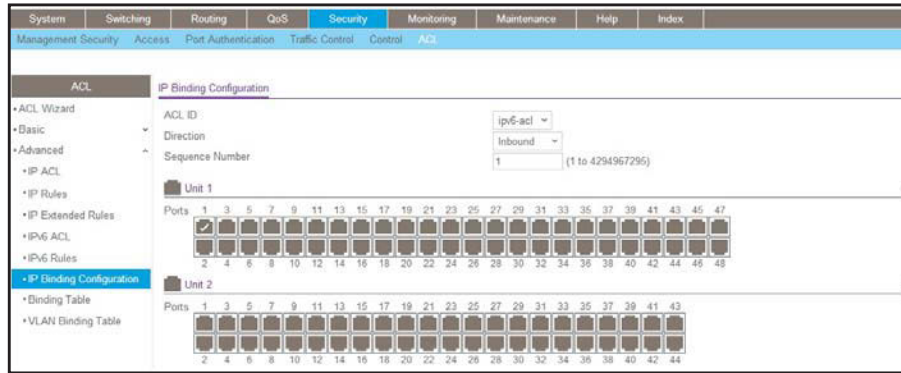 System Switching Routing QoS Security Monitoring Maintenance Help Index
Management Security Access Port Authentication Traffic Control Control ACL
ACL
• ACL Wizard
• Basic
• Advanced
• IP ACL
• IP Rules
• IP Extended Rules
• IPv6 ACL
• IPv6 Rules
• IP Binding Configuration
• Binding Table
• VLAN Binding Table
IP Binding Configuration
ACL ID ipv6-acl
Direction Inbound
Sequence Number 1 (1 to 4294967295)
Unit 1
Ports 1 3 5 7 9 11 13 15 17 19 21 23 25 27 29 31 33 35 37 39 41 43 45 47
2 4 6 8 10 12 14 16 18 20 22 24 26 28 30 32 34 36 38 40 42 44 46 48
Unit 2
Ports 1 3 5 7 9 11 13 15 17 19 21 23 25 27 29 31 33 35 37 39 41 43
2 4 6 8 10 12 14 16 18 20 22 24 26 28 30 32 34 36 38 40 42 44